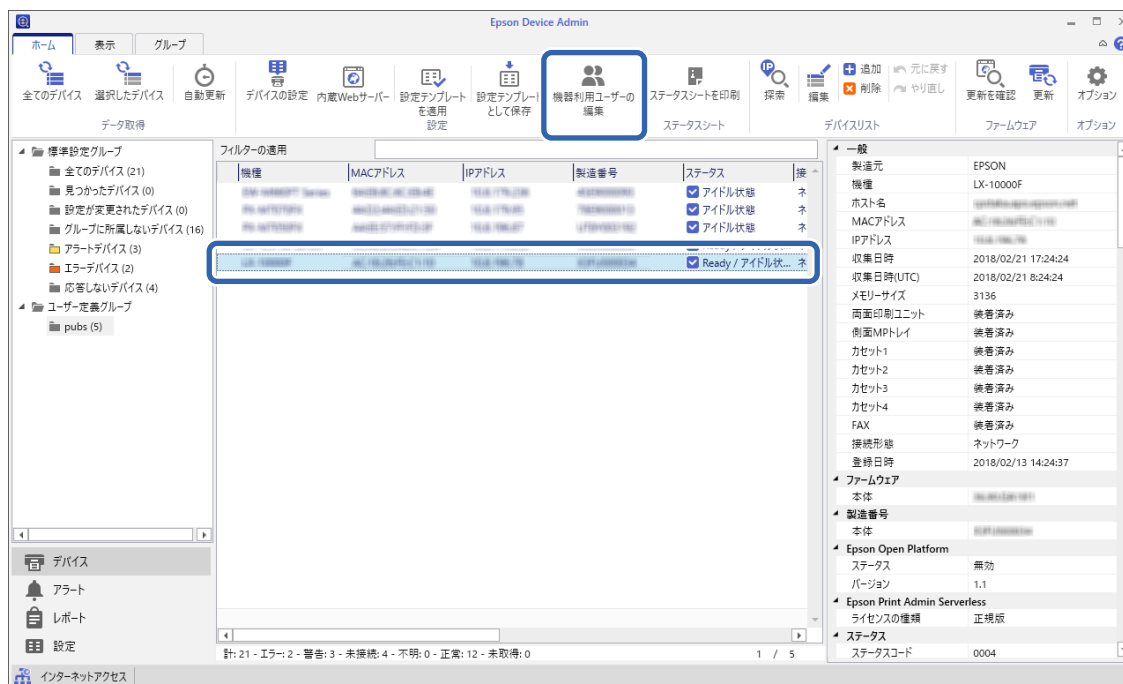 Epson Device Admin
ホーム 表示 グループ
全てのデバイス 選択したデバイス 自動更新
データ取得
デバイスの設定 内蔵Webサーバー 設定テンプレートを適用 設定テンプレートとして保存
設定
機器利用ユーザーの編集
ステータスシートを印刷
ステータスシート
探索 編集 追加 元に戻す
削除 やり直し
デバイスリスト
更新を確認 更新
ファームウェア
オプション
オプション
標準設定グループ
全てのデバイス (21)
見つかったデバイス (0)
設定が変更されたデバイス (0)
グループに所属しないデバイス (16)
アラートデバイス (3)
エラーデバイス (2)
応答しないデバイス (4)
ユーザー定義グループ
pubs (5)
デバイス
アラート
レポート
設定
インターネットアクセス
フィルターの適用
機種 MACアドレス IPアドレス 製造番号 ステータス 接
アイドル状態 ネ
アイドル状態 ネ
アイドル状態 ネ
Ready / アイドル状... ネ
計: 21 - エラー: 2 - 警告: 3 - 未接続: 4 - 不明: 0 - 正常: 12 - 未取得: 0
1 / 5
一般
製造元 EPSON
機種 LX-10000F
ホスト名
MACアドレス
IPアドレス
収集日時 2018/02/21 17:24:24
収集日時(UTC) 2018/02/21 8:24:24
メモリーサイズ 3136
両面印刷ユニット 装着済み
側面MPトレイ 装着済み
カセット1 装着済み
カセット2 装着済み
カセット3 装着済み
カセット4 装着済み
FAX 装着済み
接続形態 ネットワーク
登録日時 2018/02/13 14:24:37
ファームウェア
本体
製造番号
本体
Epson Open Platform
ステータス 無効
バージョン 1.1
Epson Print Admin Serverless
ライセンスの種類 正規版
ステータス
ステータスコード 0004